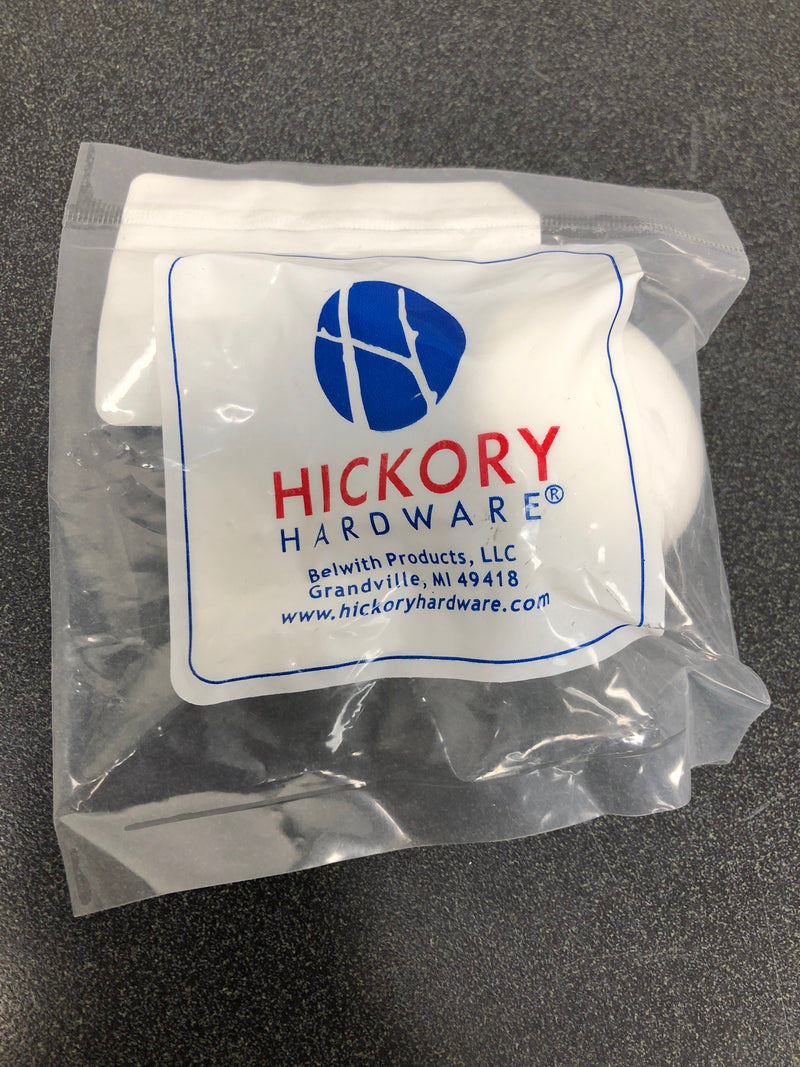 HICKORY
HARDWARE®
Belwith Products, LLC
Grandville, MI 49418
www.hickoryhardware.com